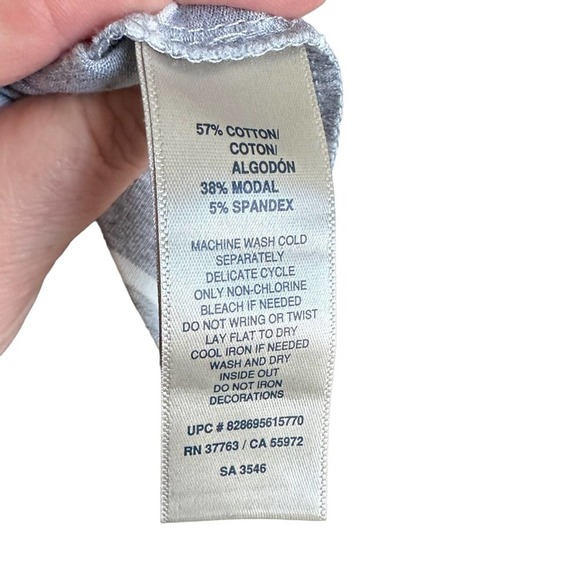 57% COTTON/
COTON/
ALGODÓN
38% MODAL
5% SPANDEX
MACHINE WASH COLD
SEPARATELY
DELICATE CYCLE
ONLY NON-CHLORINE
BLEACH IF NEEDED
DO NOT WRING OR TWIST
LAY FLAT TO DRY
COOL IRON IF NEEDED
WASH AND DRY
INSIDE OUT
DO NOT IRON
DECORATIONS
UPC # 828695615770
RN 37763 / CA 55972
SA 3546